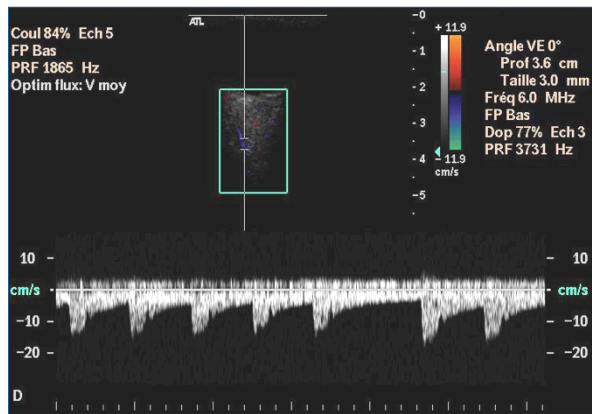 Coul 84% Ech 5
FP Bas
PRF 1865 Hz
Optim flux: V moy
ATL
0
1
2
3
4
5
+ 11.9
- 11.9
cm/s
Angle VE 0°
Prof 3.6 cm
Taille 3.0 mm
Fréq 6.0 MHz
FP Bas
Dop 77% Ech 3
PRF 3731 Hz
10
cm/s
-10
-20
10
cm/s
-10
-20
D